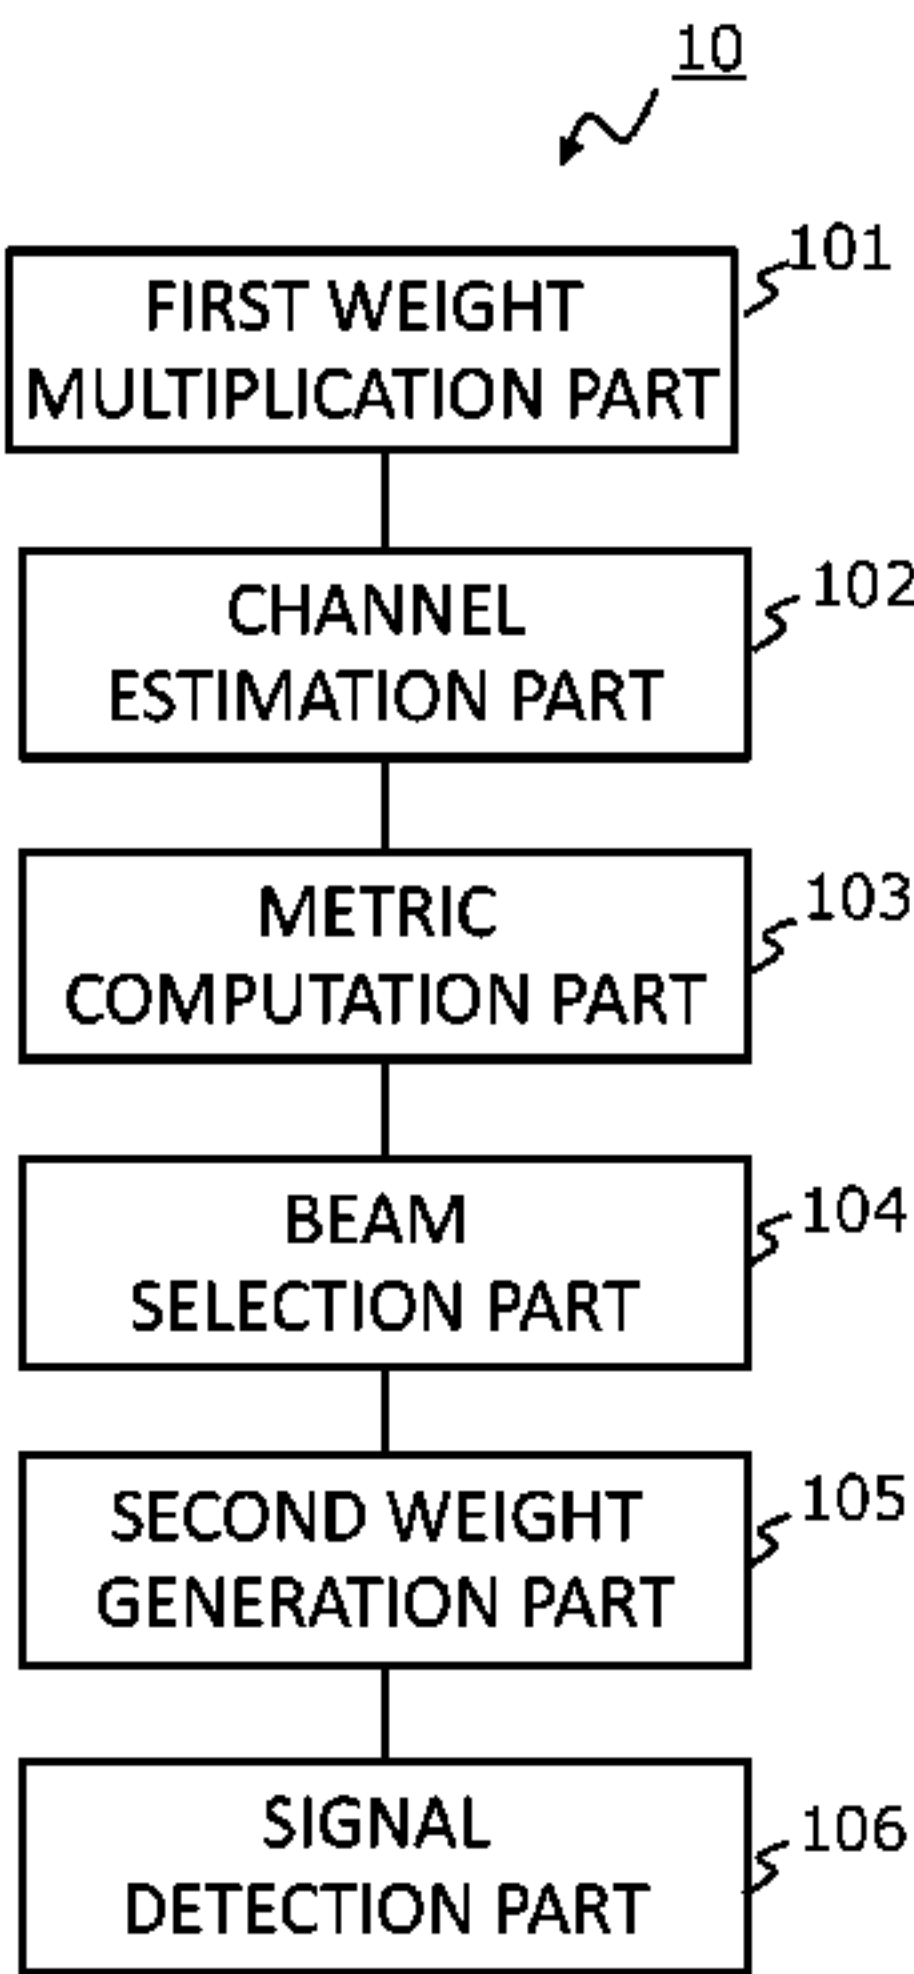 10
101
FIRST WEIGHT
MULTIPLICATION PART
102
CHANNEL
ESTIMATION PART
103
METRIC
COMPUTATION PART
104
BEAM
SELECTION PART
105
SECOND WEIGHT
GENERATION PART
106
SIGNAL
DETECTION PART